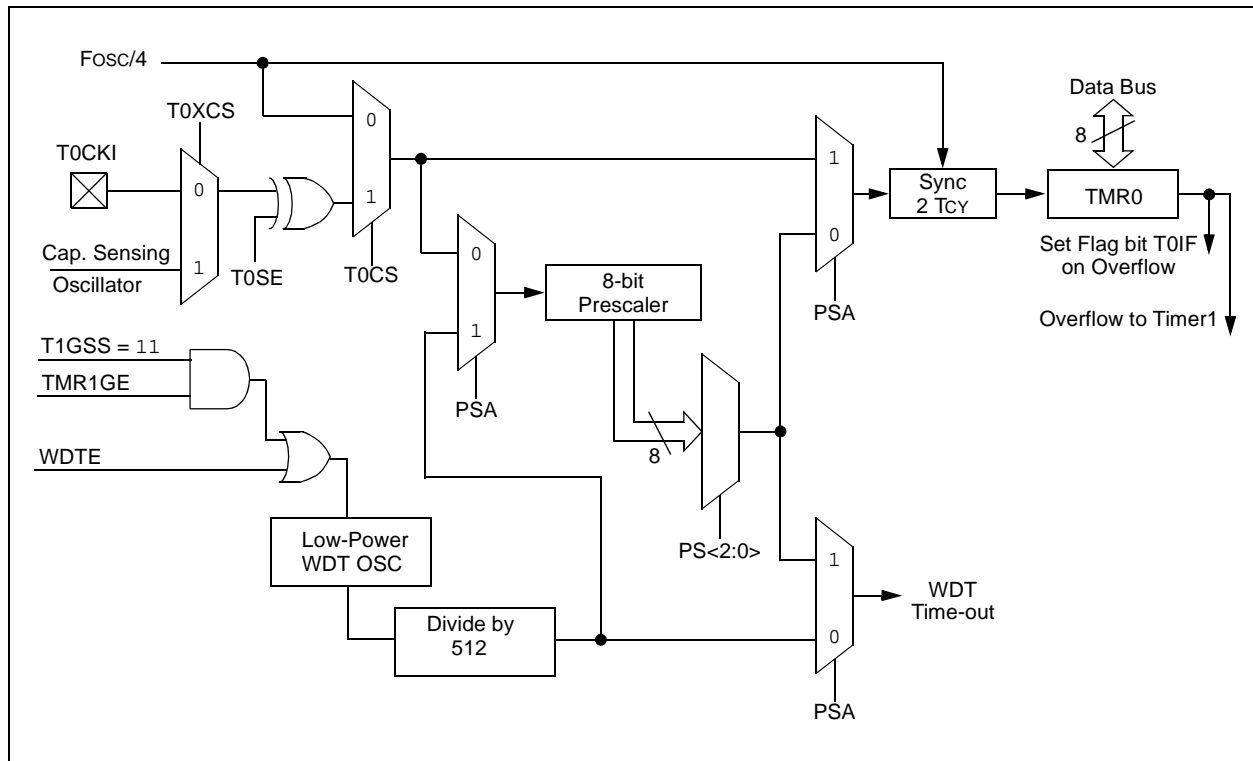 FOSC/4
Data Bus
T0XCS
0
1
8
T0CKI
0
1
Sync
2 TCY
TMR0
1
0
Cap. Sensing
Oscillator
1
T0SE
T0CS
0
8-bit
Prescaler
Set Flag bit T0IF
on Overflow
PSA
Overflow to Timer1
T1GSS = 11
1
TMR1GE
PSA
WDTE
8
Low-Power
WDT OSC
PS<2:0>
1
WDT
Time-out
Divide by
512
0
PSA